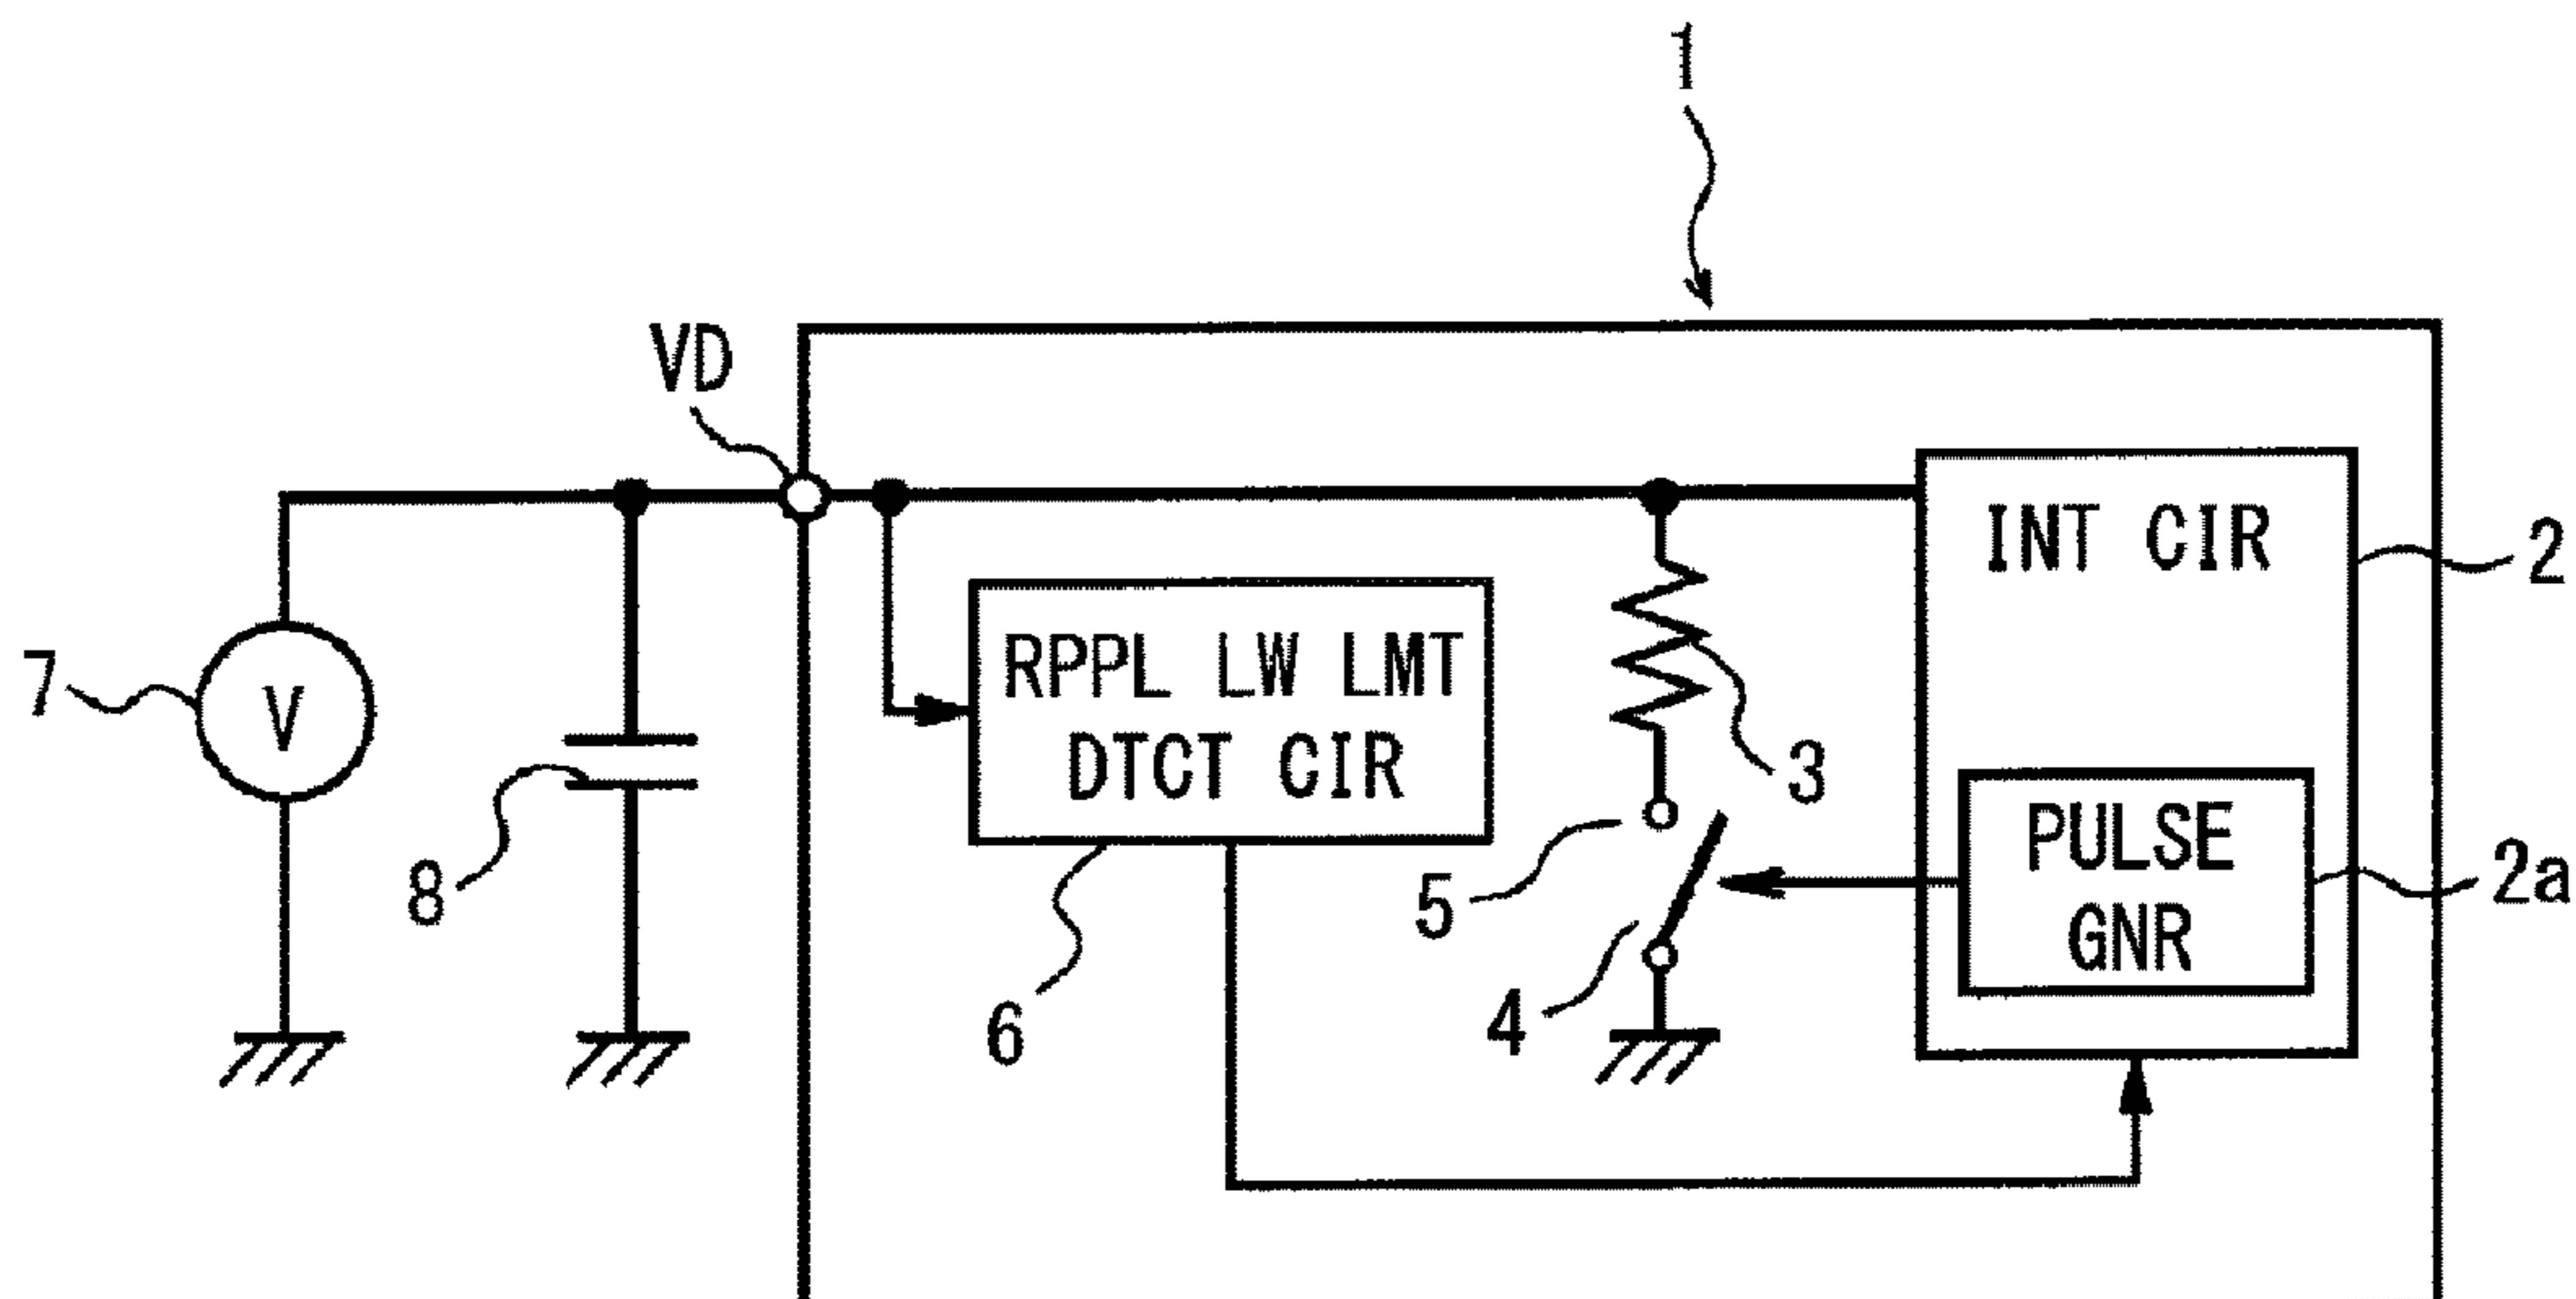 1
VD
INT CIR
2
RPPL LW LMT
DTCT CIR
7
V
3
8
5
PULSE
GNR
2a
4
6